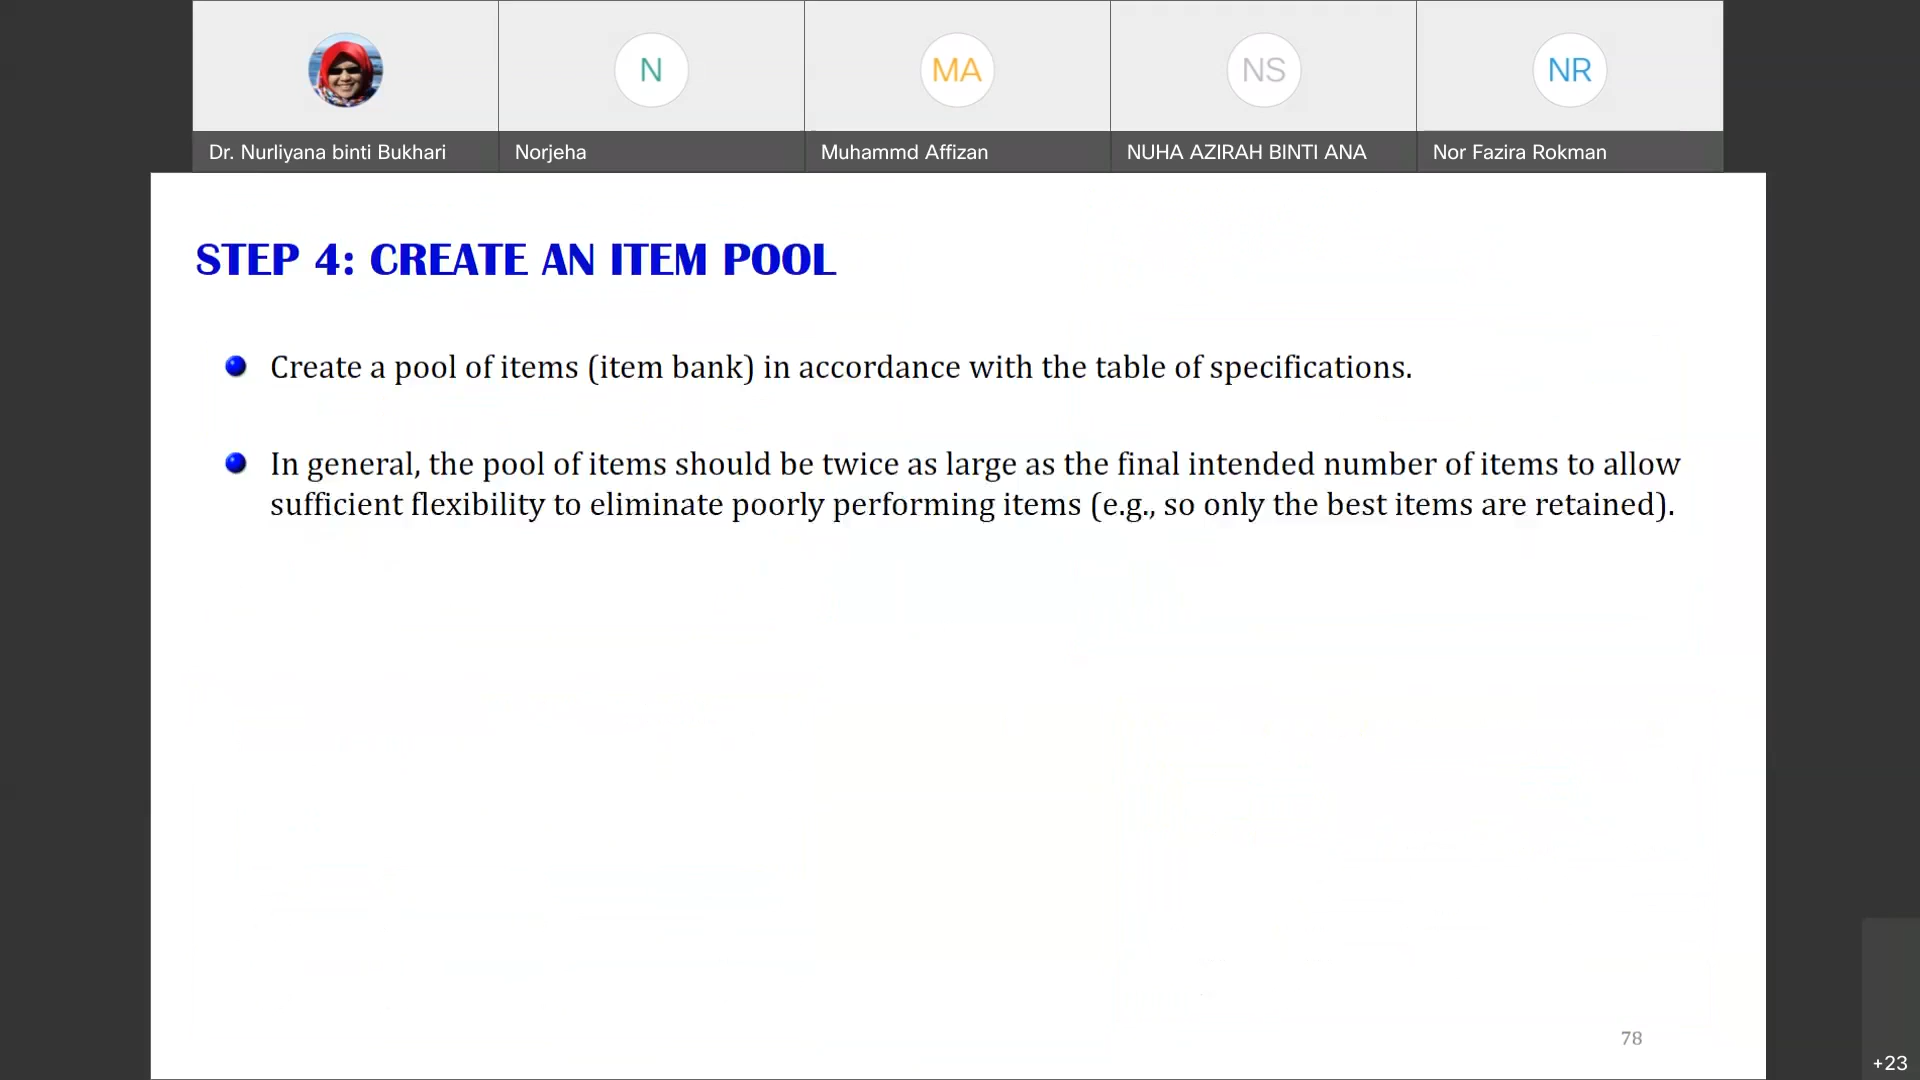 N
MA
NS
NR
Dr. Nurliyana binti Bukhari
Norjeha
Muhammd Affizan
NUHA AZIRAH BINTI ANA
Nor Fazira Rokman
STEP 4: CREATE AN ITEM POOL
Create a pool of items (item bank) in accordance with the table of specifications.
In general, the pool of items should be twice as large as the final intended number of items to allow
sufficient flexibility to eliminate poorly performing items (e.g., so only the best items are retained).
78
+23